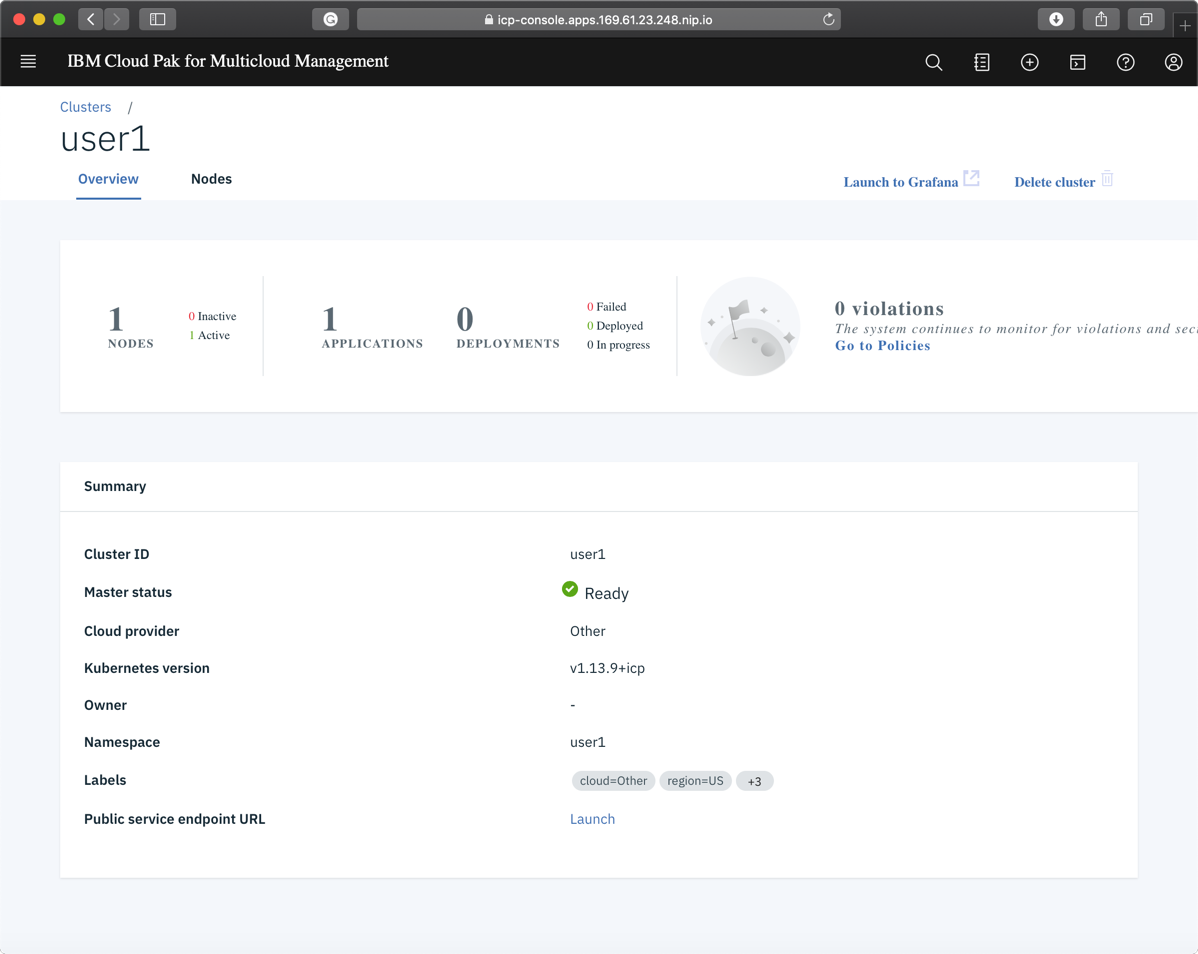 icp-console.apps.169.61.23.248.nip.io
IBM Cloud Pak for Multicloud Management
Clusters /
user1
Overview Nodes
Launch to Grafana Delete cluster
1
NODES
0 Inactive
1 Active
1
APPLICATIONS
0
DEPLOYMENTS
0 Failed
0 Deployed
0 In progress
0 violations
The system continues to monitor for violations and sec
Go to Policies
Summary
Cluster ID user1
Master status Ready
Cloud provider Other
Kubernetes version v1.13.9+icp
Owner -
Namespace user1
Labels cloud=Other region=US +3
Public service endpoint URL Launch